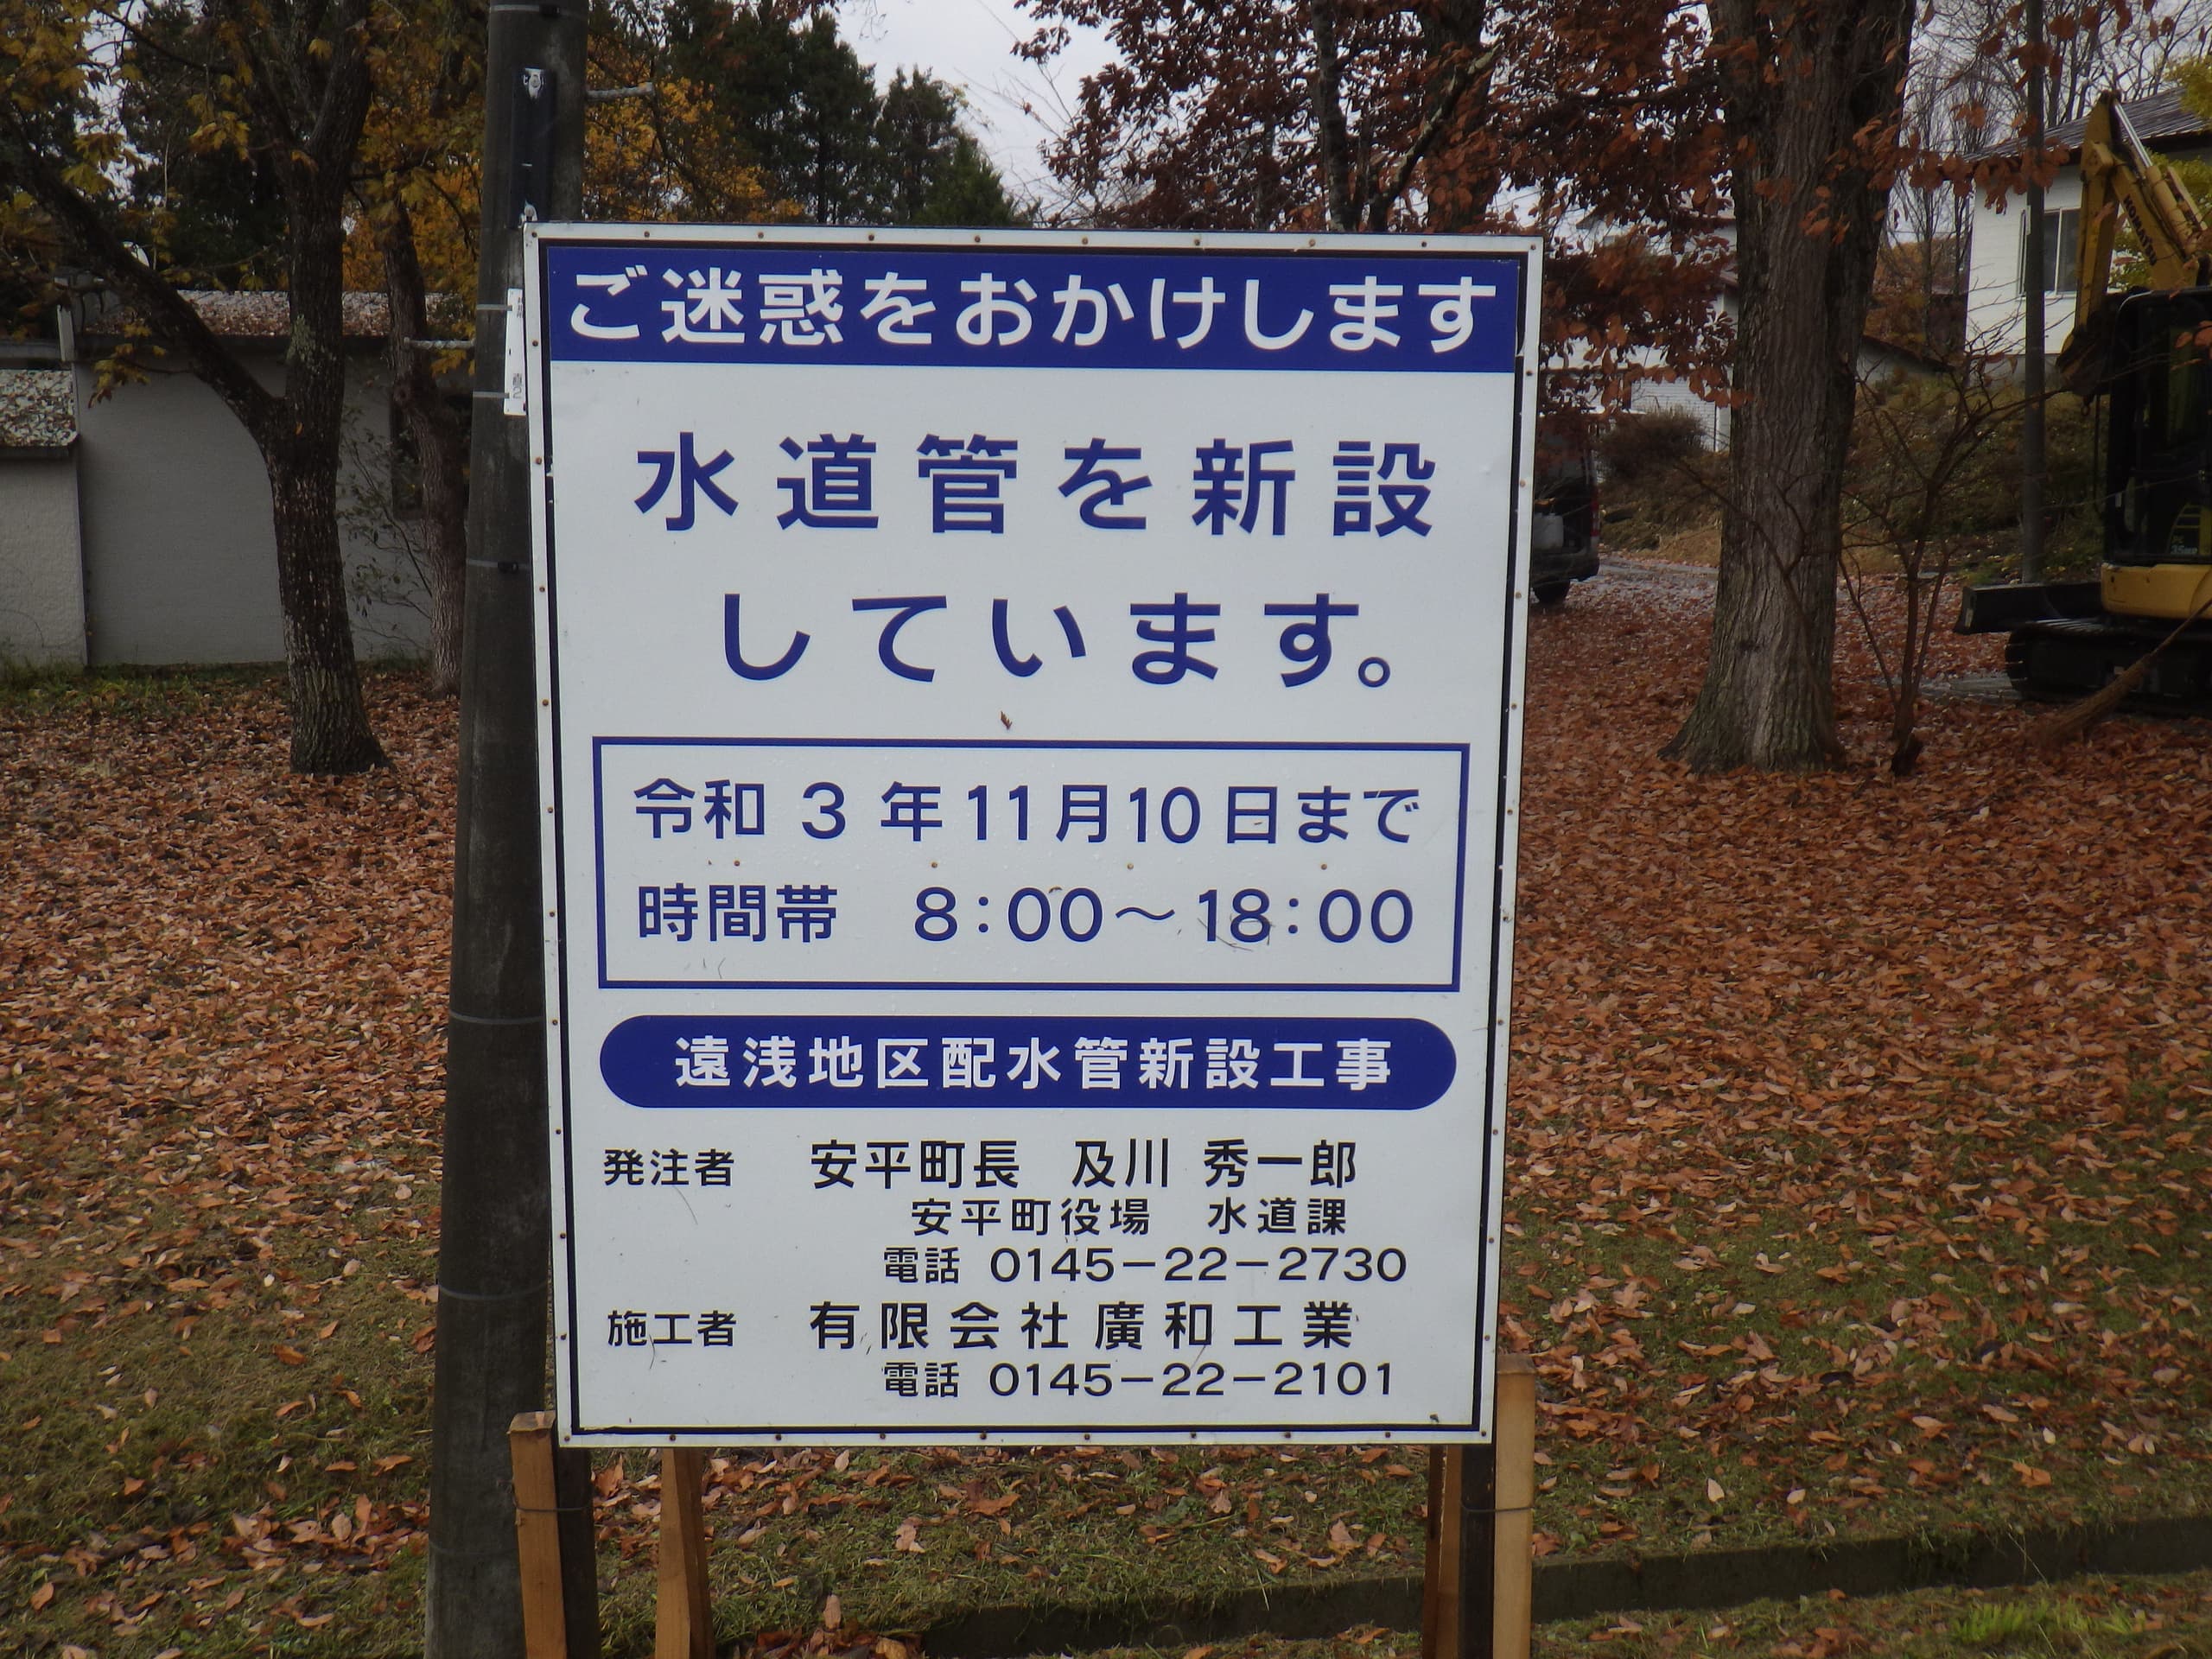 ご迷惑をおかけします
水道管を新設
しています。
令和 3 年 11月10日まで
時間帯 8:00~18:00
遠浅地区配水管新設工事
発注者 安平町長 及川 秀一郎
安平町役場 水道課
電話 0145-22-2730
施工者 有限会社廣和工業
電話 0145-22-2101
KOMATSU